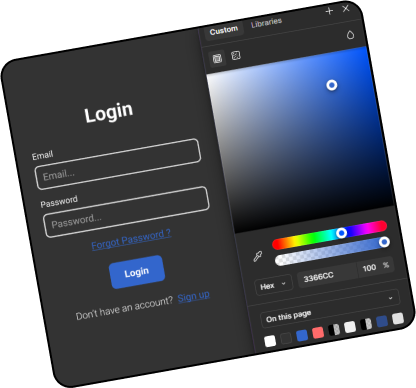 Login
Email
Email...
Password
Password...
Forgot Password ?
Login
Don't have an account? Sign up
Custom Libraries
Hex 3366CC 100 %
On this page